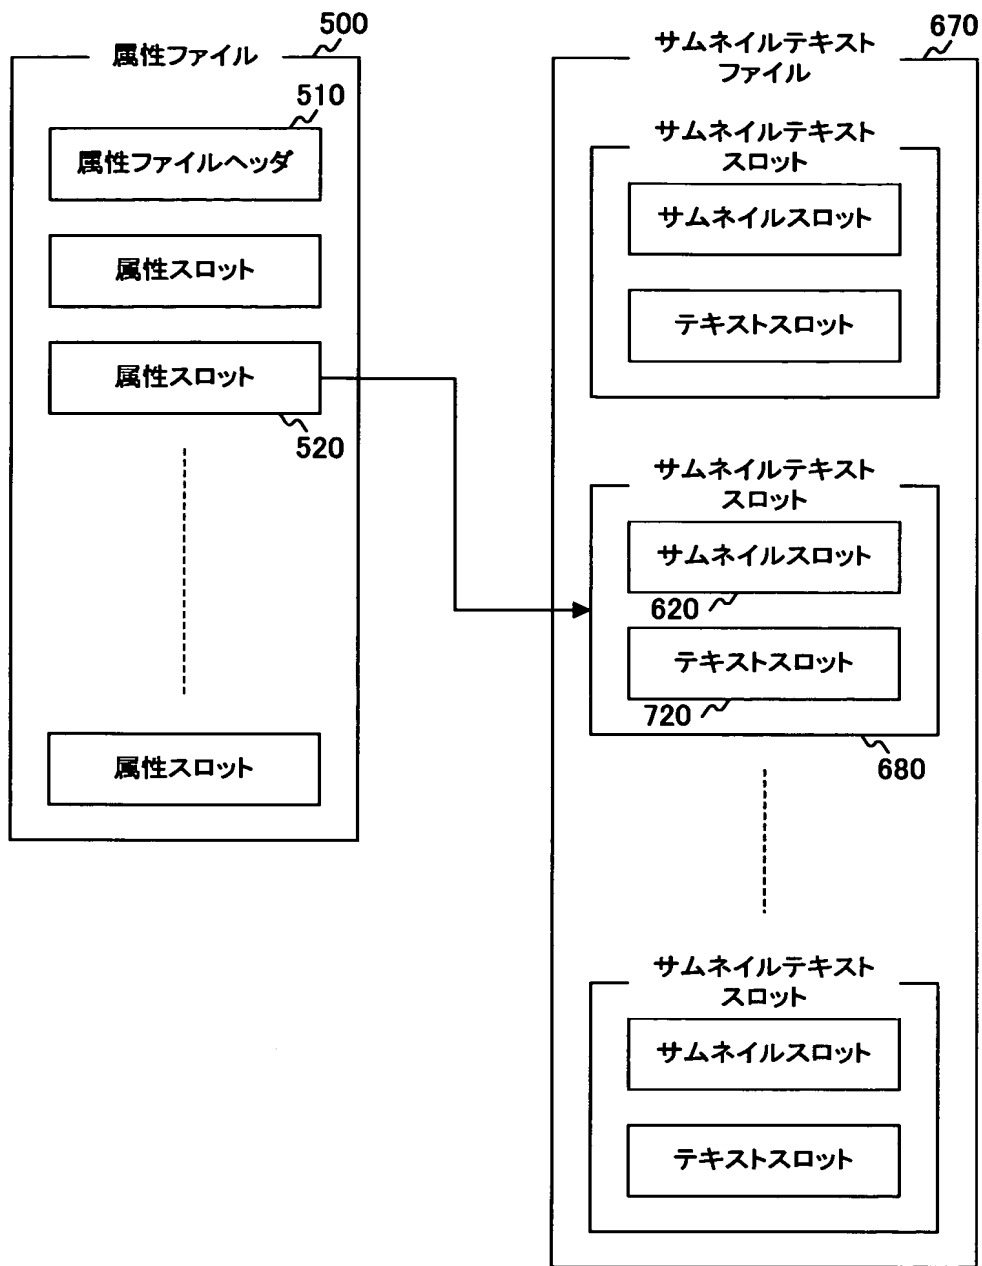 属性ファイル
500
510
属性ファイルヘッダ
属性スロット
属性スロット
520
属性スロット
サムネイルテキスト
ファイル
670
サムネイルテキスト
スロット
サムネイルスロット
テキストスロット
サムネイルテキスト
スロット
サムネイルスロット
620
テキストスロット
720
680
サムネイルテキスト
スロット
サムネイルスロット
テキストスロット